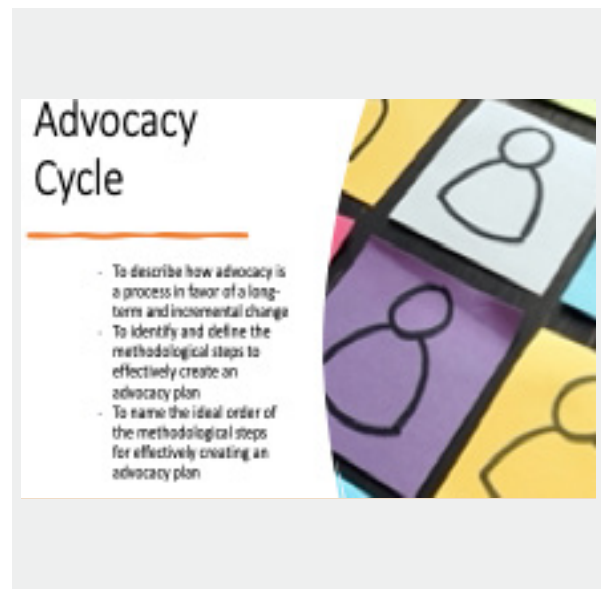 Advocacy
Cycle
- To describe how advocacy is
a process in favor of a long-
term and incremental change
- To identify and define the
methodological steps to
effectively create an
advocacy plan
- To name the ideal order of
the methodological steps
for effectively creating an
advocacy plan